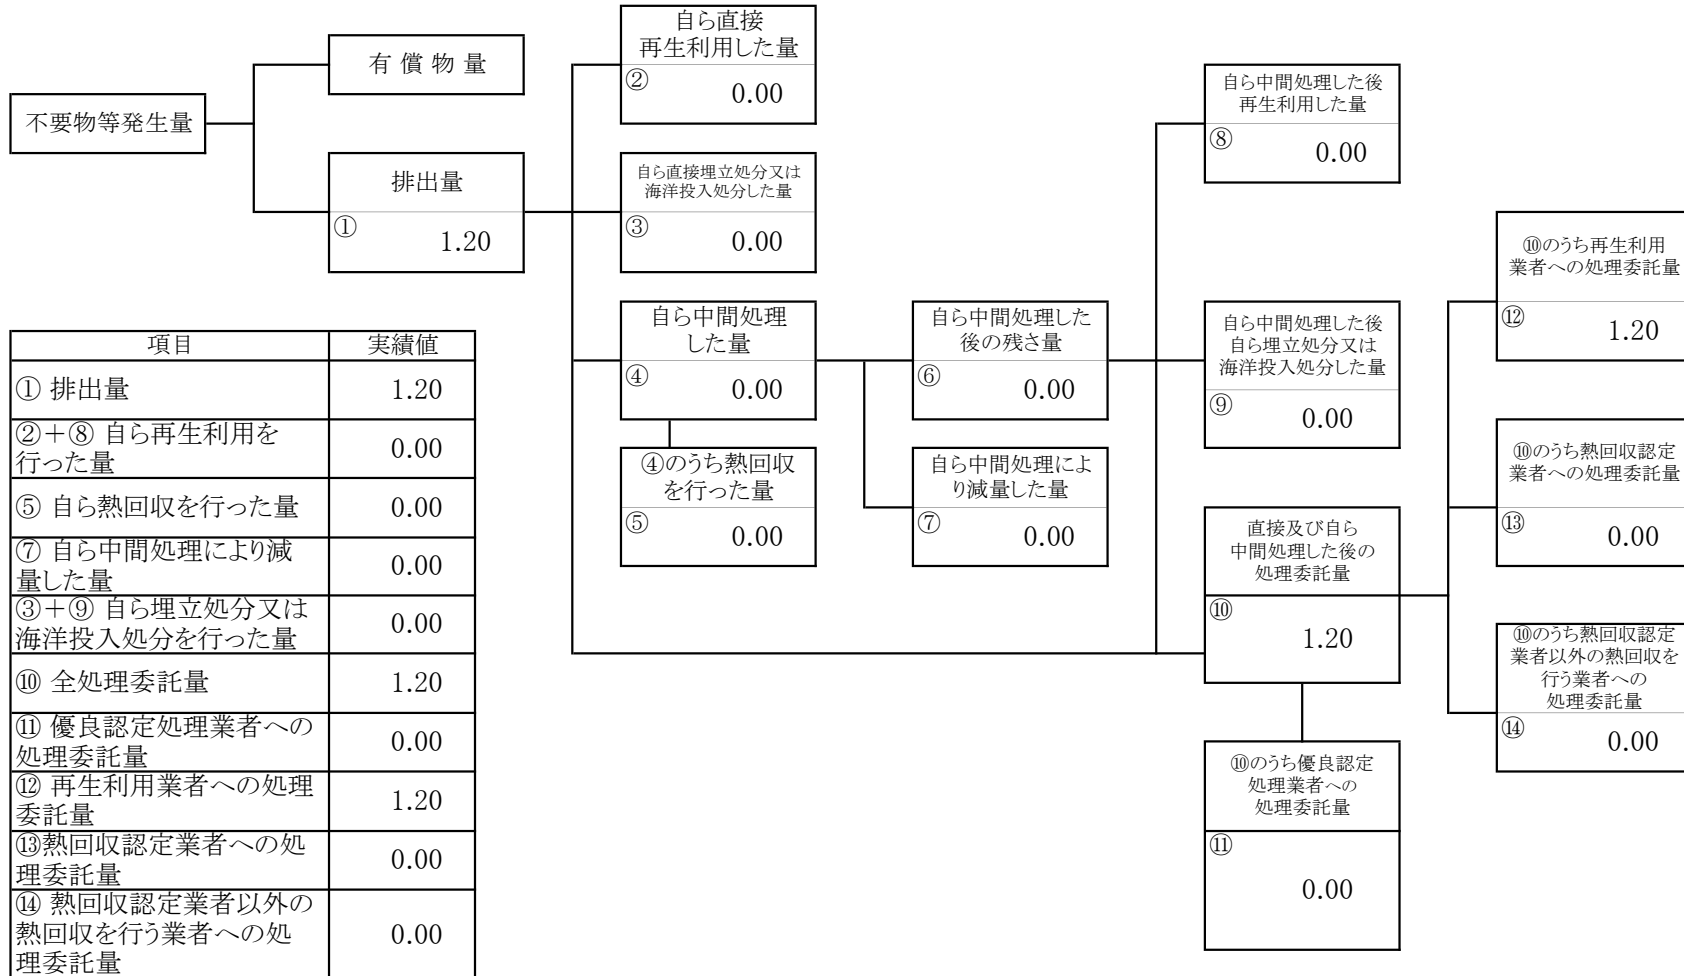 不要物等発生量
有 償 物 量
排出量
①
1.20
自ら直接
再生利用した量
②
0.00
自ら直接埋立処分又は
海洋投入処分した量
③
0.00
自ら中間処理
した量
④
0.00
④のうち熱回収
を行った量
⑤
0.00
自ら中間処理した
後の残さ量
⑥
0.00
自ら中間処理によ
り減量した量
⑦
0.00
自ら中間処理した後
再生利用した量
⑧
0.00
自ら中間処理した後
自ら埋立処分又は
海洋投入処分した量
⑨
0.00
直接及び自ら
中間処理した後の
処理委託量
⑩
1.20
⑩のうち優良認定
処理業者への
処理委託量
⑪
0.00
⑩のうち再生利用
業者への処理委託量
⑫
1.20
⑩のうち熱回収認定
業者への処理委託量
⑬
0.00
⑩のうち熱回収認定
業者以外の熱回収を
行う業者への
処理委託量
⑭
0.00
項目 実績値
① 排出量 1.20
②＋⑧ 自ら再生利用を
行った量 0.00
⑤ 自ら熱回収を行った量 0.00
⑦ 自ら中間処理により減
量した量 0.00
③＋⑨ 自ら埋立処分又は
海洋投入処分を行った量 0.00
⑩ 全処理委託量 1.20
⑪ 優良認定処理業者への
処理委託量 0.00
⑫ 再生利用業者への処理
委託量 1.20
⑬熱回収認定業者への処
理委託量 0.00
⑭ 熱回収認定業者以外の
熱回収を行う業者への処
理委託量 0.00